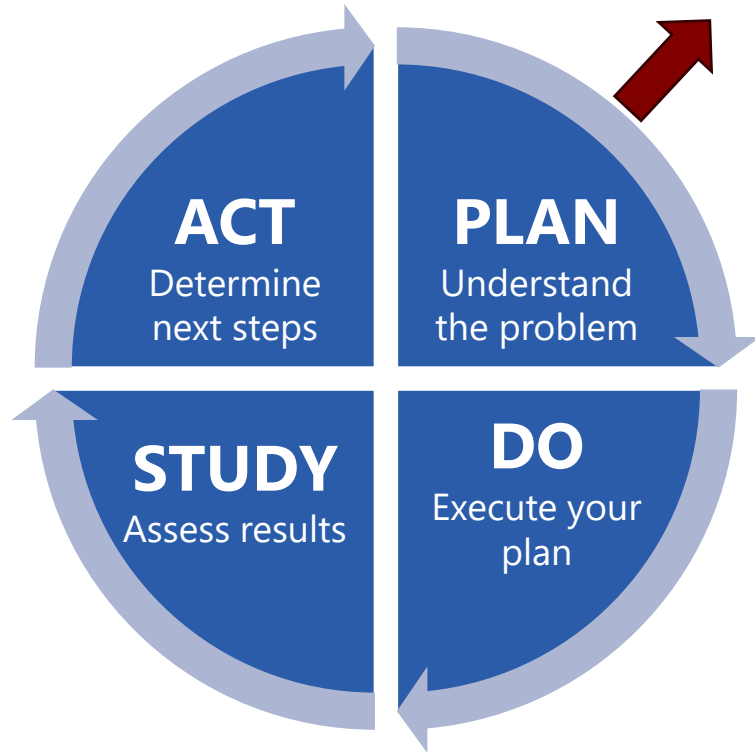 ACT
Determine
next steps
PLAN
Understand
the problem
STUDY
Assess results
DO
Execute your
plan